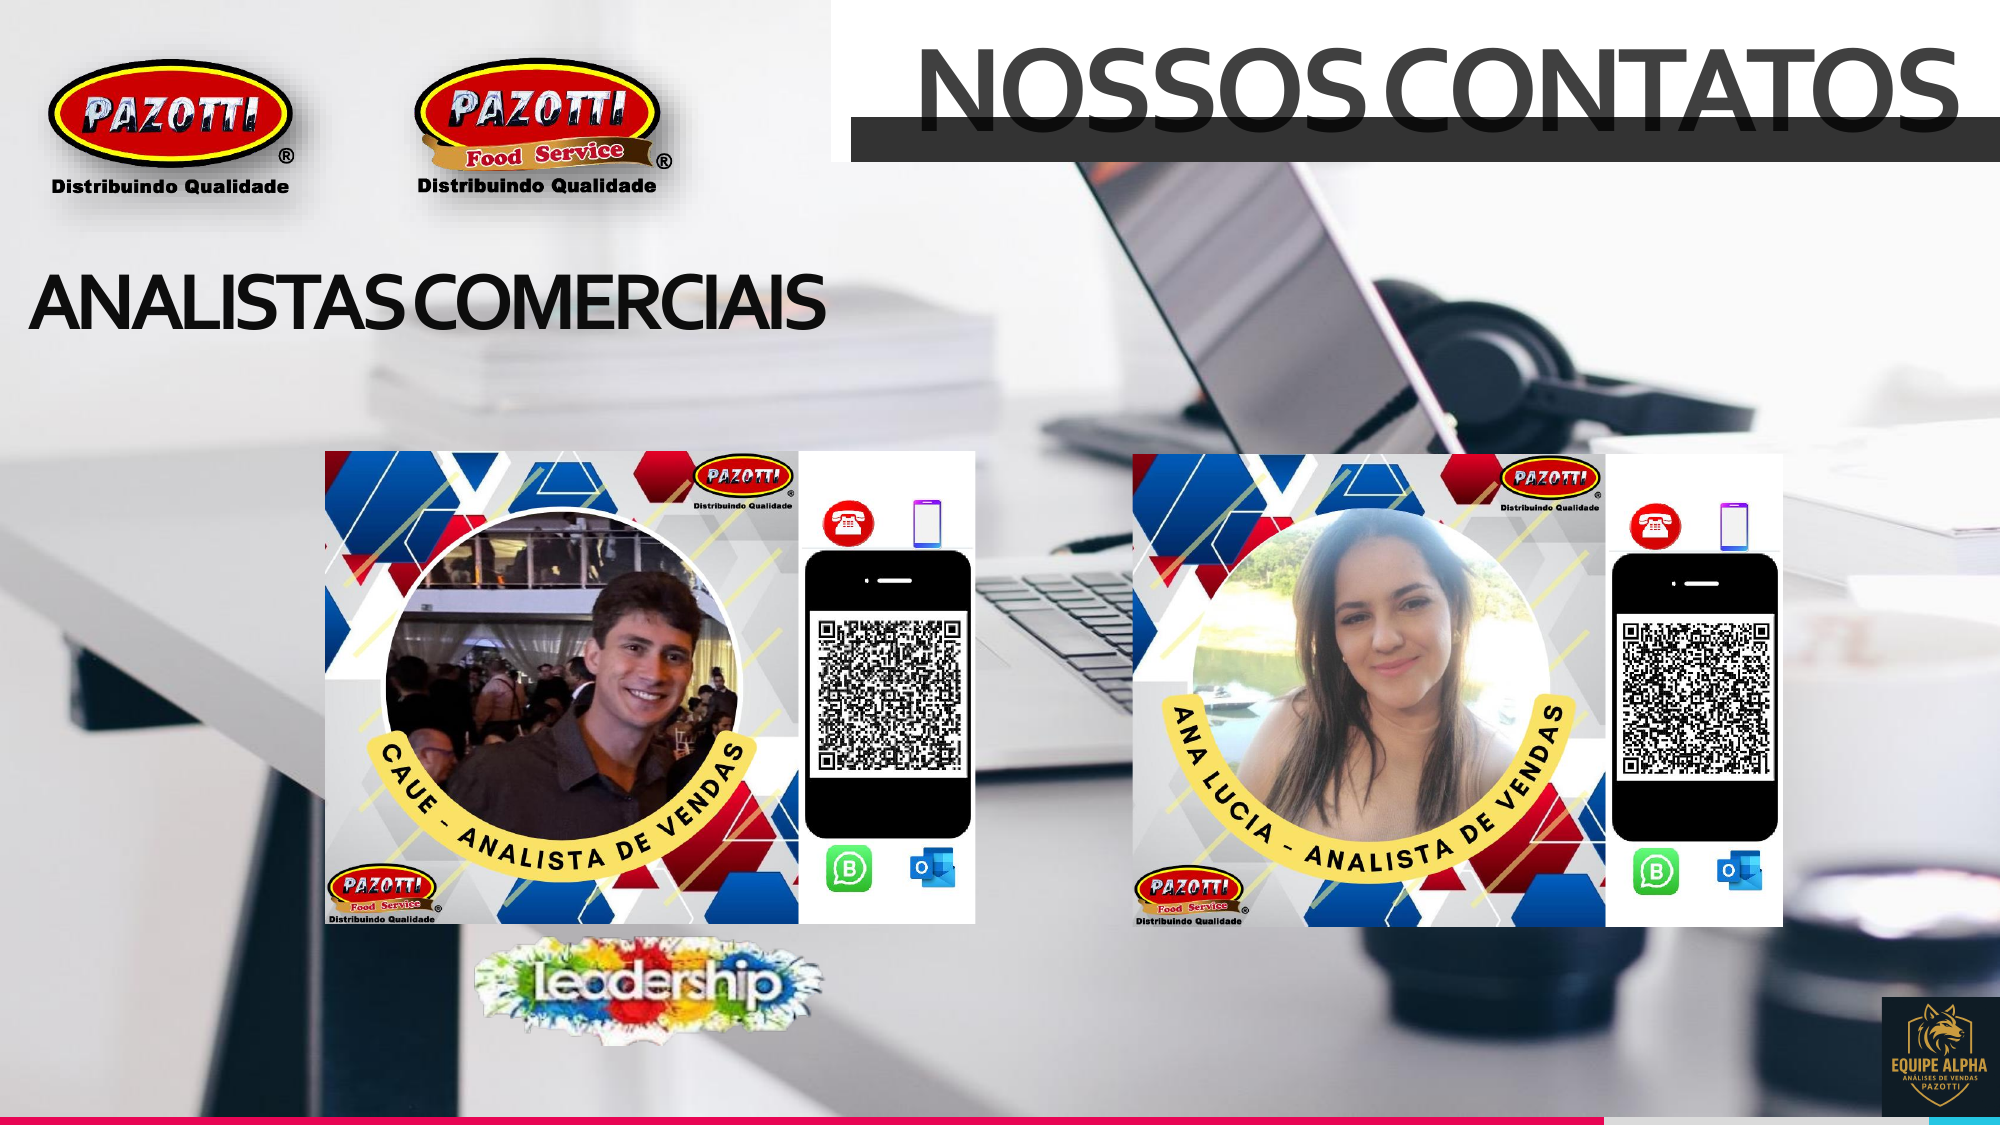 NOSSOS CONTATOS
PAZOTTI
®
Distribuindo Qualidade
PAZOTTI
Food Service
®
Distribuindo Qualidade
ANALISTAS COMERCIAIS
PAZOTTI
®
Distribuindo Qualidade
CAUE - ANALISTA DE VENDAS
PAZOTTI
Food Service
®
Distribuindo Qualidade
B
O
Leadership
PAZOTTI
®
Distribuindo Qualidade
ANA LUCIA - ANALISTA DE VENDAS
PAZOTTI
Food Service
®
Distribuindo Qualidade
B
O
EQUIPE ALPHA
ANÁLISES DE VENDAS
PAZOTTI